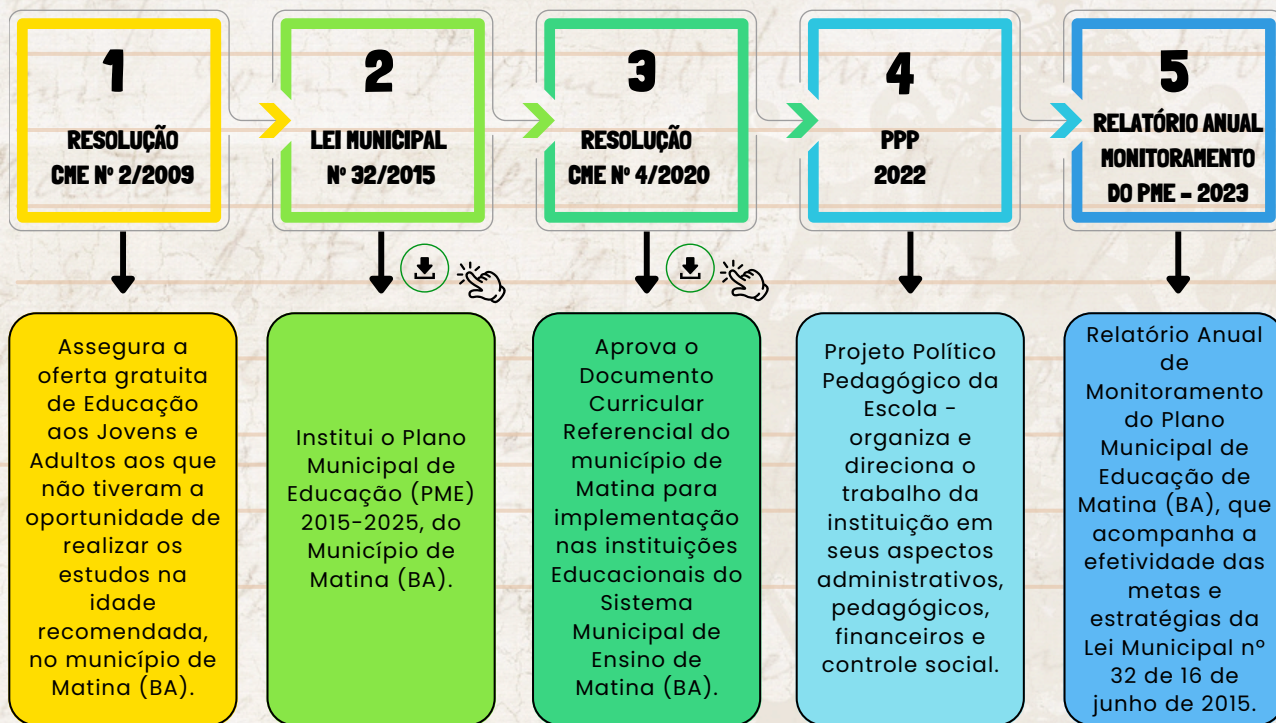 1
RESOLUÇÃO
CME Nº 2/2009
2
LEI MUNICIPAL
Nº 32/2015
3
RESOLUÇÃO
CME Nº 4/2020
4
PPP
2022
5
RELATÓRIO ANUAL
MONITORAMENTO
DO PME – 2023
Assegura a
oferta gratuita
de Educação
aos Jovens e
Adultos aos que
não tiveram a
oportunidade de
realizar os
estudos na
idade
recomendada,
no município de
Matina (BA).
Institui o Plano
Municipal de
Educação (PME)
2015-2025, do
Município de
Matina (BA).
Aprova o
Documento
Curricular
Referencial do
município de
Matina para
implementação
nas instituições
Educacionais do
Sistema
Municipal de
Ensino de
Matina (BA).
Projeto Político
Pedagógico da
Escola -
organiza e
direciona o
trabalho da
instituição em
seus aspectos
administrativos,
pedagógicos,
financeiros e
controle social.
Relatório Anual
de
Monitoramento
do Plano
Municipal de
Educação de
Matina (BA), que
acompanha a
efetividade das
metas e
estratégias da
Lei Municipal nº
32 de 16 de
junho de 2015.